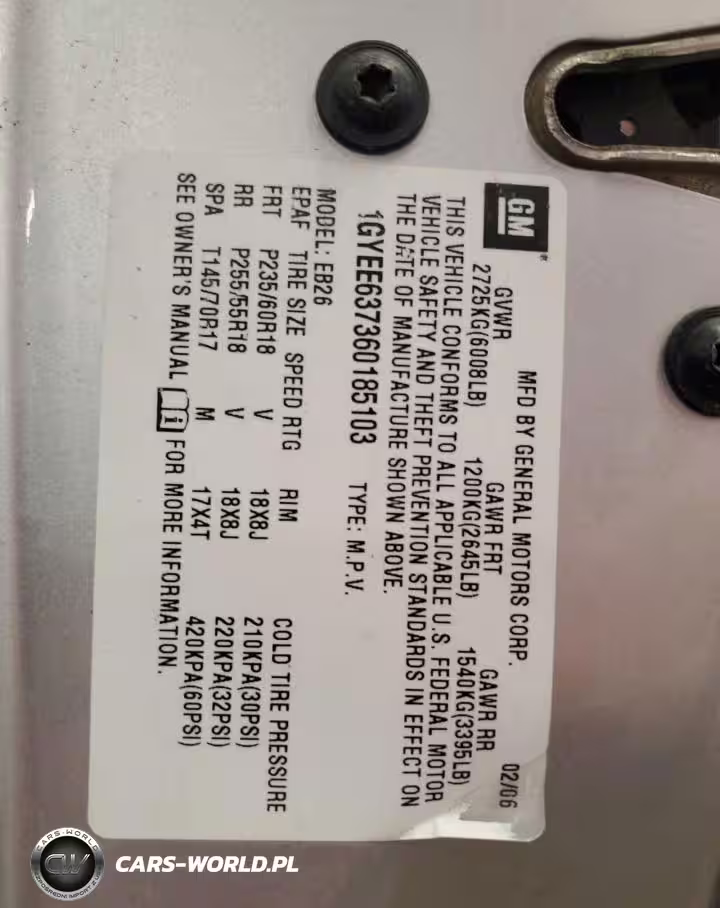 GM
MFD BY GENERAL MOTORS CORP. 02/06
GVWR GAWR FRT GAWR RR
2725KG(6008LB) 1200KG(2645LB) 1540KG(3395LB)
THIS VEHICLE CONFORMS TO ALL APPLICABLE U.S. FEDERAL MOTOR
VEHICLE SAFETY AND THEFT PREVENTION STANDARDS IN EFFECT ON
THE DATE OF MANUFACTURE SHOWN ABOVE.
1GYEE637360185103 TYPE: M.P.V.
MODEL: EB26
EPAF TIRE SIZE SPEED RTG RIM COLD TIRE PRESSURE
FRT P235/60R18 V 18X8J 210KPA(30PSI)
RR P255/55R18 V 18X8J 220KPA(32PSI)
SPA T145/70R17 M 17X4T 420KPA(60PSI)
SEE OWNER'S MANUAL FOR MORE INFORMATION.
CARS-WORLD
CW
CARS-WORLD.PL